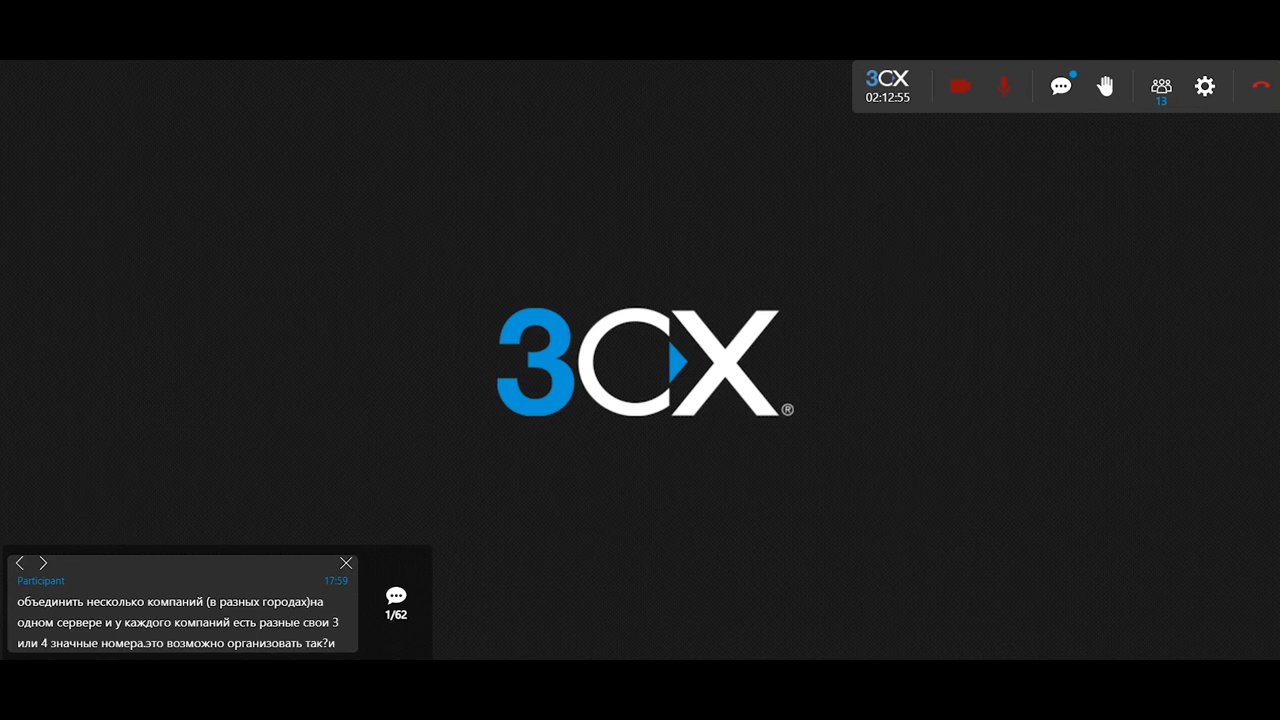 3CX
02:12:55
13
3CX®
Participant 17:59
объединить несколько компаний (в разных городах)на
одном сервере и у каждого компаний есть разные свои 3
или 4 значные номера.это возможно организовать так?и
1/62